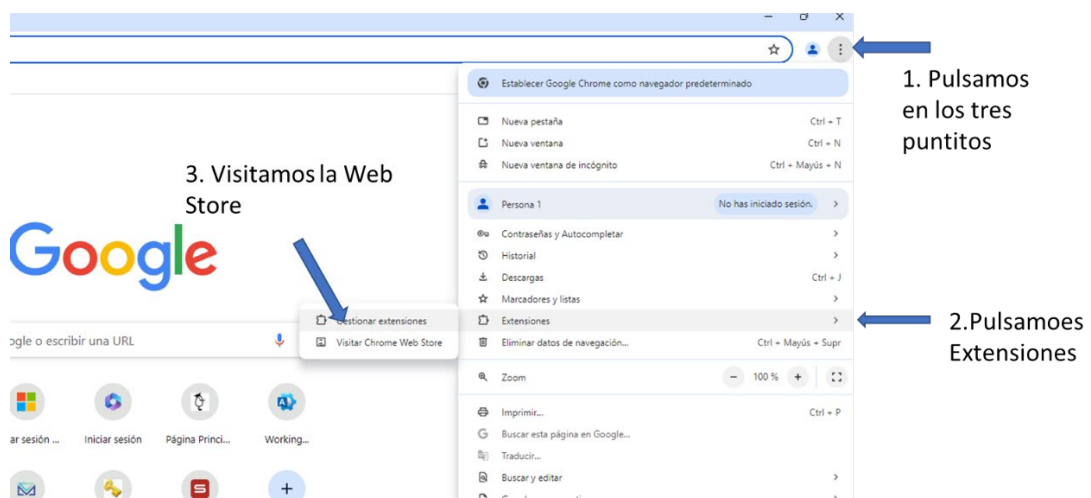 Establecer Google Chrome como navegador predeterminado
1. Pulsamos
en los tres
puntitos
Nueva pestaña Ctrl + T
Nueva ventana Ctrl + N
Nueva ventana de incógnito Ctrl + Mayús + N
3. Visitamos la Web
Store
Persona 1 No has iniciado sesión.
Contraseñas y Autocompletar
Historial
Google
Descargas Ctrl + J
Marcadores y listas
Gestionar extensiones
Extensiones
2.Pulsamoes
Extensiones
ogle o escribir una URL
Visitar Chrome Web Store
Eliminar datos de navegación... Ctrl + Mayús + Supr
Zoom - 100 % +
Imprimir... Ctrl + P
ar sesión ... Iniciar sesión Página Princi... Working...
Buscar esta página en Google...
Traducir...
Buscar y editar